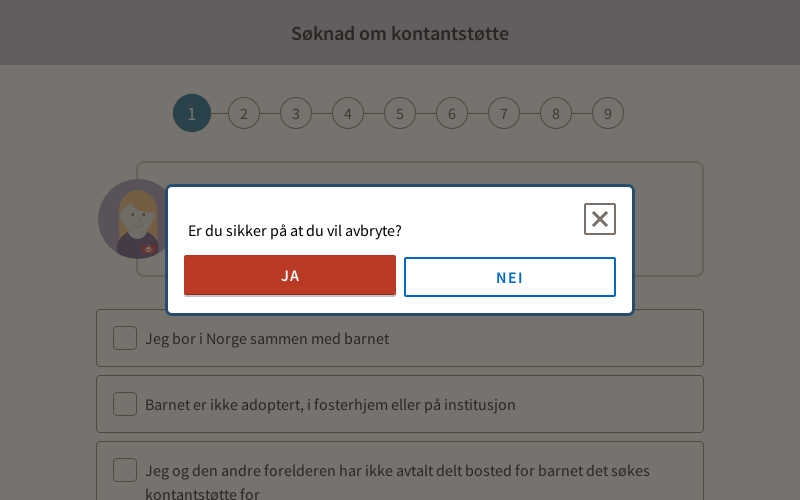 Søknad om kontantstøtte
1 2 3 4 5 6 7 8 9
Er du sikker på at du vil avbryte?
JA NEI
Jeg bor i Norge sammen med barnet
Barnet er ikke adoptert, i fosterhjem eller på institusjon
Jeg og den andre forelderen har ikke avtalt delt bosted for barnet det søkes
kontantstøtte for